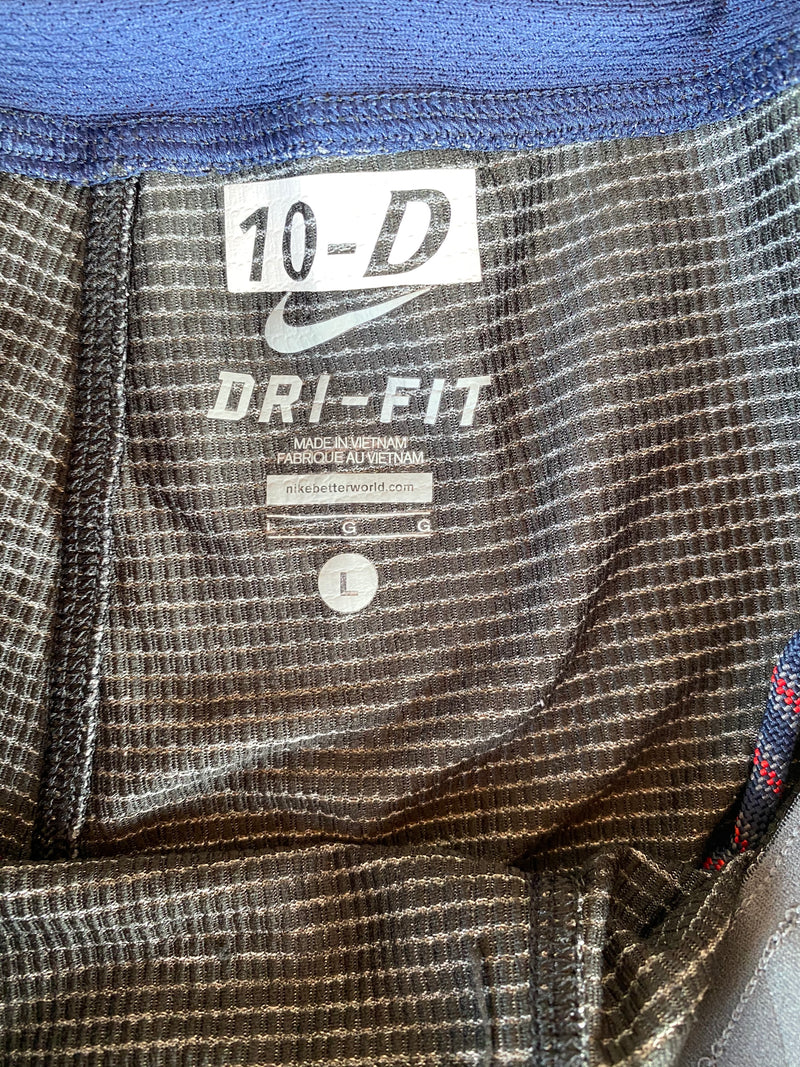 10-D
DRI-FIT
MADE IN VIETNAM
FABRIQUE AU VIETNAM
nikebetterworld.com
L G G
L